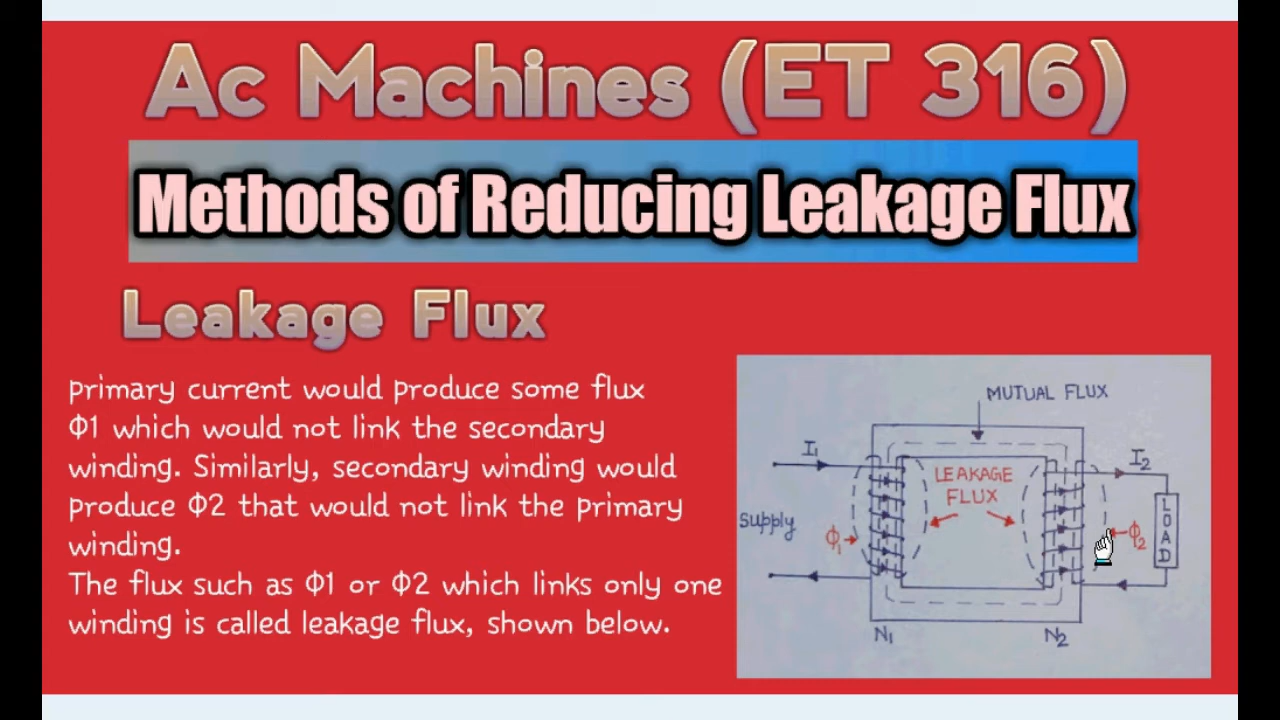 Ac Machines (ET 316)
Methods of Reducing Leakage Flux
Leakage Flux
primary current would produce some flux
Φ1 which would not link the secondary
winding. Similarly, secondary winding would
produce Φ2 that would not link the primary
winding.
The flux such as Φ1 or Φ2 which links only one
winding is called leakage flux, shown below.
MUTUAL FLUX
I₁
I₂
LEAKAGE
FLUX
Supply
Φ₁
Φ₂
LOAD
N₁
N₂